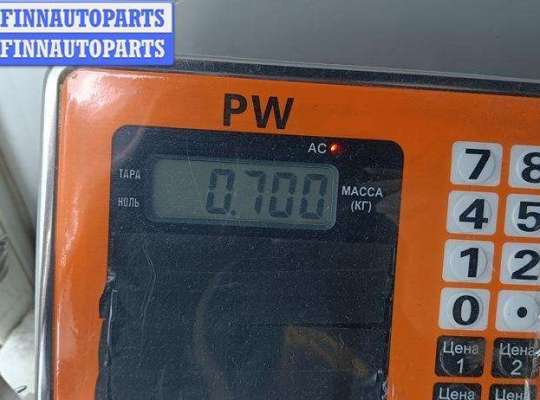 FINNAUTOPARTS
FINNAUTOPARTS
PW
AC
ТАРА
НОЛЬ
0.700
МАССА
(КГ)
7 8
4 5
1 2
0 •
Цена 1
Цена 2